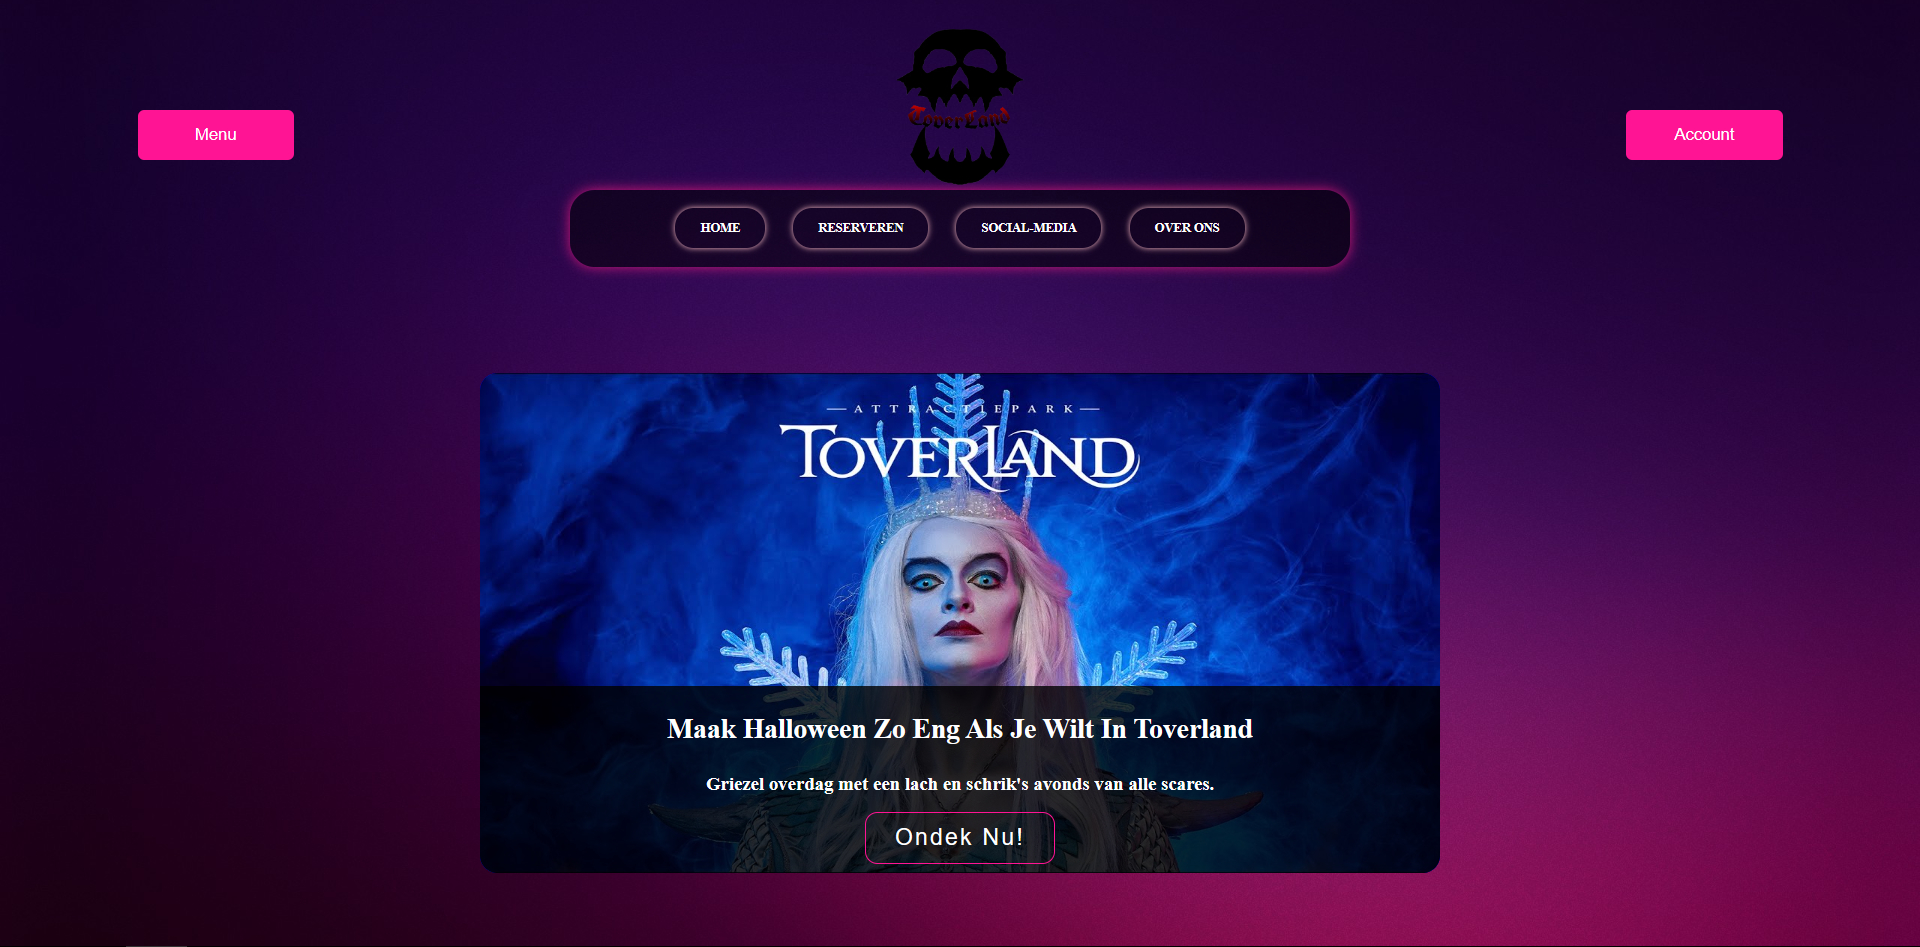 ToverLand
Menu
Account
HOME
RESERVEREN
SOCIAL-MEDIA
OVER ONS
ATTRACTIEPARK
TOVERLAND
Maak Halloween Zo Eng Als Je Wilt In Toverland
Griezel overdag met een lach en schrik's avonds van alle scares.
Ondek Nu!